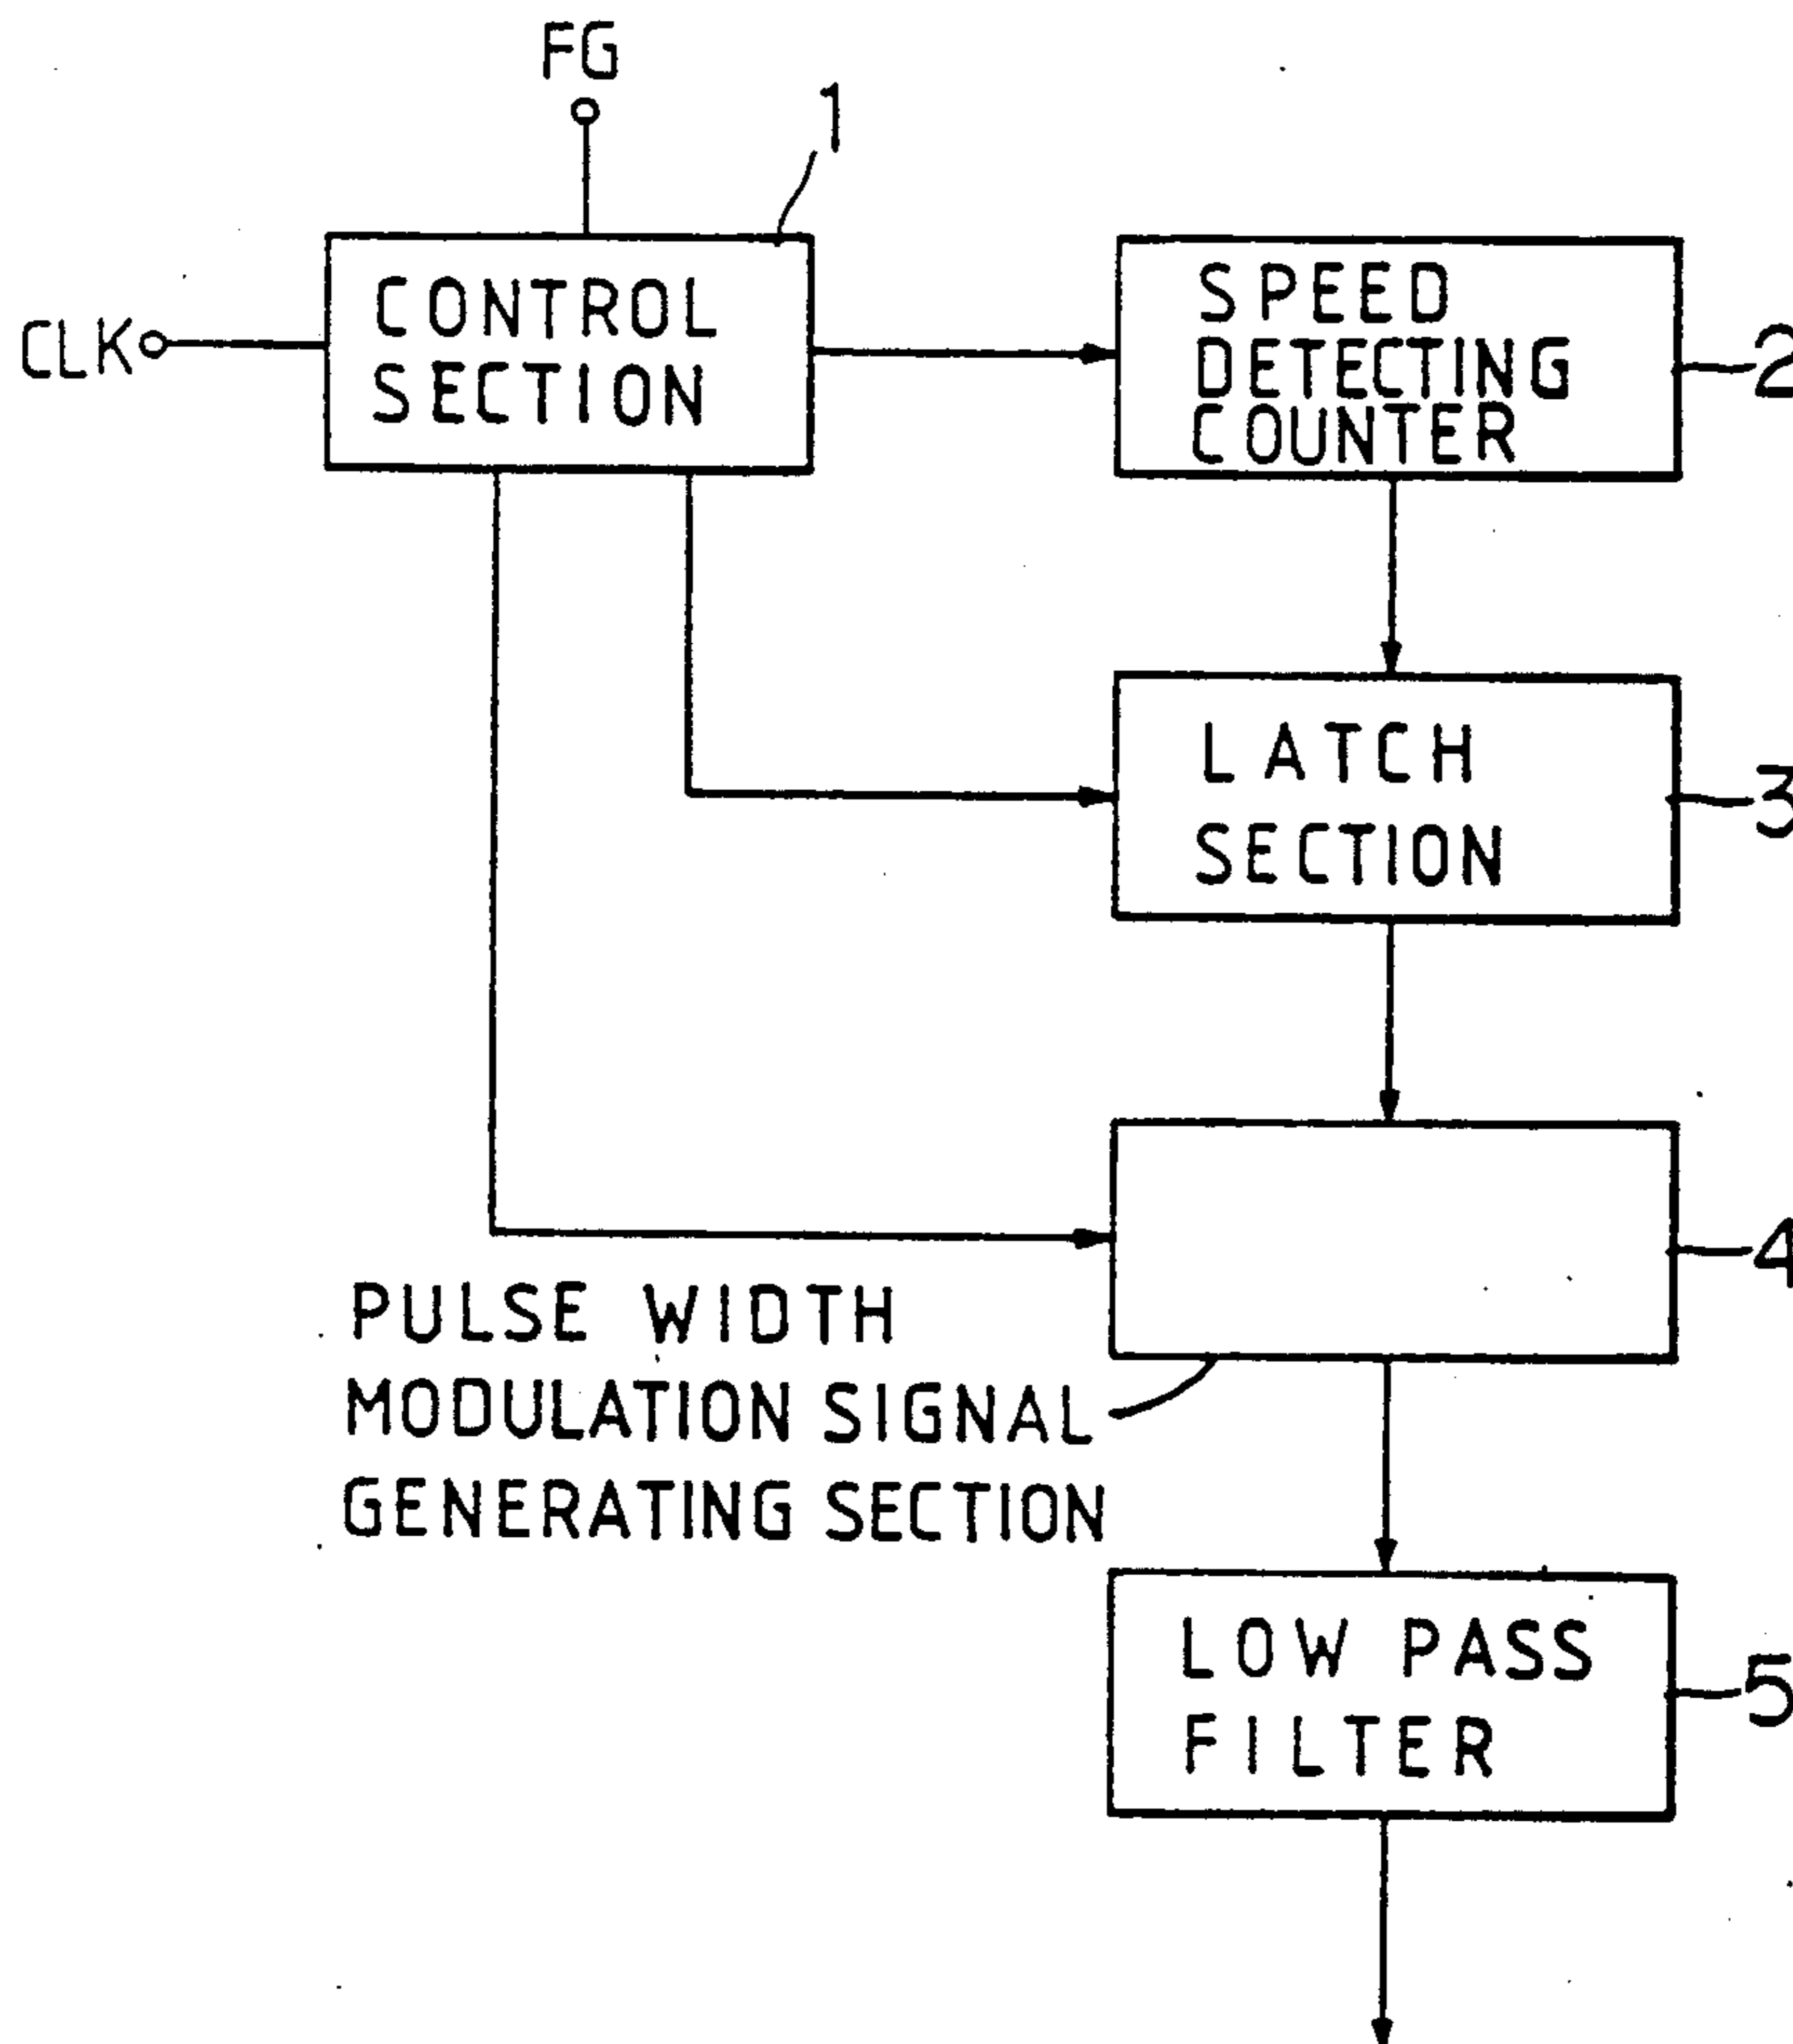 FG
1
CLK
CONTROL
SECTION
SPEED
DETECTING
COUNTER
2
LATCH
SECTION
3
4
PULSE WIDTH
MODULATION SIGNAL
GENERATING SECTION
LOW PASS
FILTER
5